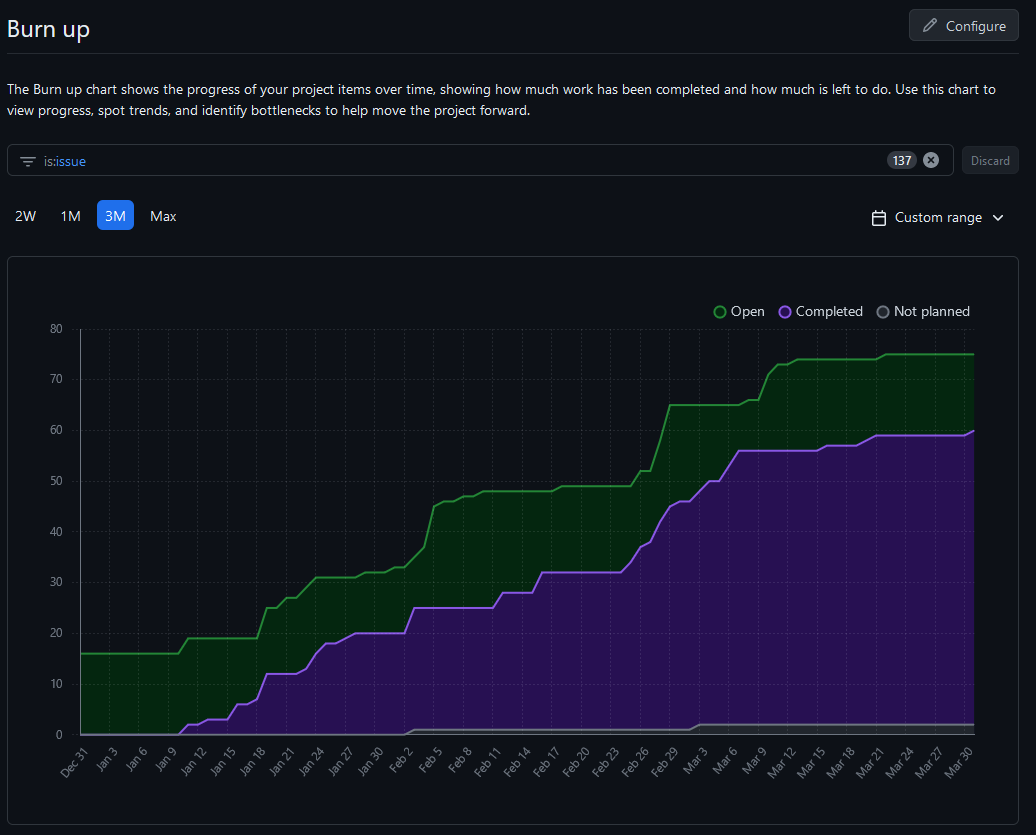 Burn up
Configure
The Burn up chart shows the progress of your project items over time, showing how much work has been completed and how much is left to do. Use this chart to
view progress, spot trends, and identify bottlenecks to help move the project forward.
is:issue
137
Discard
2W 1M 3M Max
Custom range
Open Completed Not planned
80
70
60
50
40
30
20
10
0
Dec 31 Jan 3 Jan 6 Jan 9 Jan 12 Jan 15 Jan 18 Jan 21 Jan 24 Jan 27 Jan 30 Feb 2 Feb 5 Feb 8 Feb 11 Feb 14 Feb 17 Feb 20 Feb 23 Feb 26 Feb 29 Mar 3 Mar 6 Mar 9 Mar 12 Mar 15 Mar 18 Mar 21 Mar 24 Mar 27 Mar 30